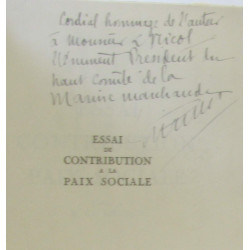 Cordial hommage de l'auteur
à Monsieur L. Nicol
Président du
haut Comité de la
Marine marchande
ESSAI
DE
CONTRIBUTION
A LA
PAIX SOCIALE